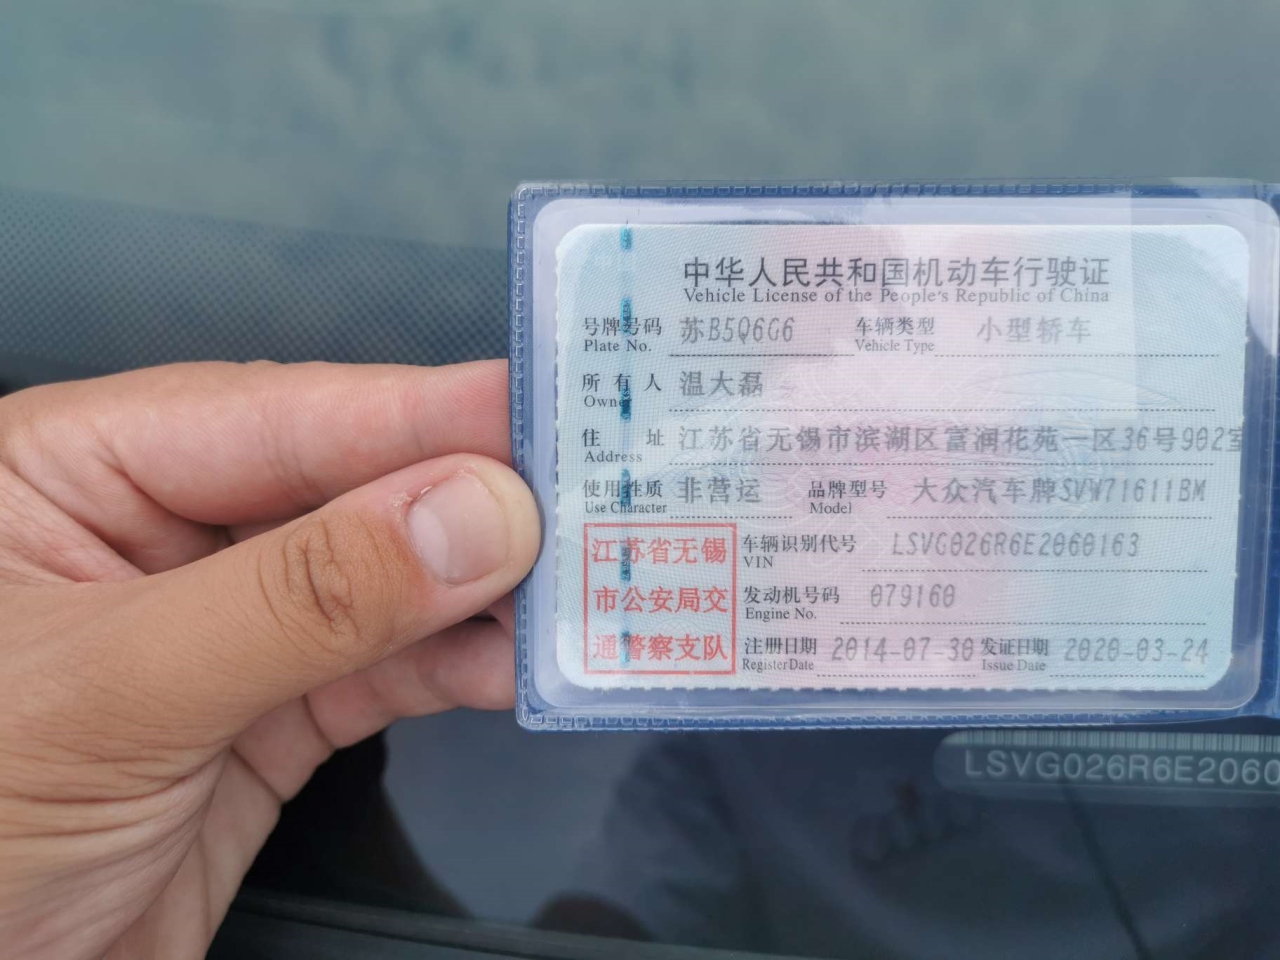 中华人民共和国机动车行驶证
Vehicle License of the People's Republic of China
号牌号码 苏B5Q6G6 车辆类型 小型轿车
Plate No. Vehicle Type
所有人 温大磊
Owner
住址 江苏省无锡市滨湖区富润花苑一区36号902室
Address
使用性质 非营运 品牌型号 大众汽车牌SVW71611BM
Use Character Model
江苏省无锡
市公安局交
通警察支队
车辆识别代号 LSVG026R6E2060163
VIN
发动机号码 079160
Engine No.
注册日期 2014-07-30 发证日期 2020-03-24
Register Date Issue Date
LSVG026R6E2060